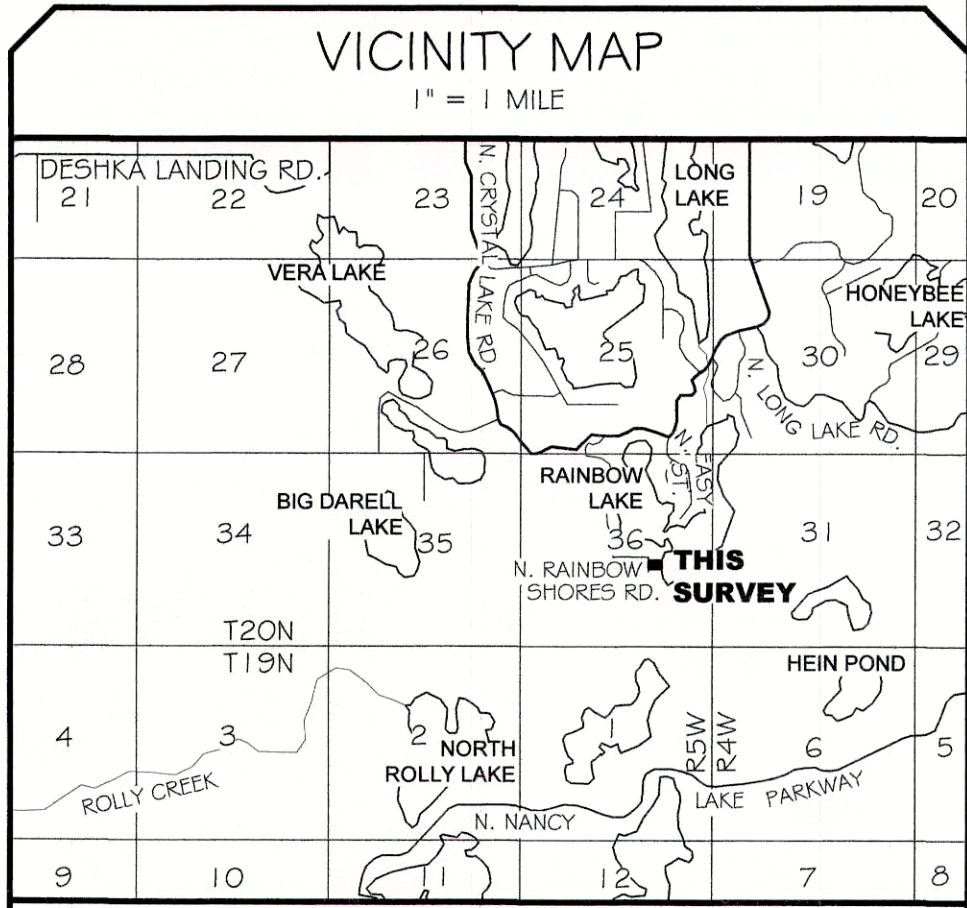 VICINITY MAP
1" = 1 MILE
DESHKA LANDING RD.
21
22
23
N. CRYSTAL LAKE RD
24
LONG
LAKE
19
20
VERA LAKE
HONEYBEE
LAKE
28
27
26
25
30
29
N. LONG LAKE RD.
N. EASY
ST.
RAINBOW
LAKE
BIG DARELL
LAKE
33
34
35
36
31
32
N. RAINBOW
SHORES RD.
THIS
SURVEY
T20N
T19N
HEIN POND
4
3
2
1
R5W
R4W
6
5
NORTH
ROLLY LAKE
ROLLY CREEK
N. NANCY
LAKE PARKWAY
9
10
11
12
7
8